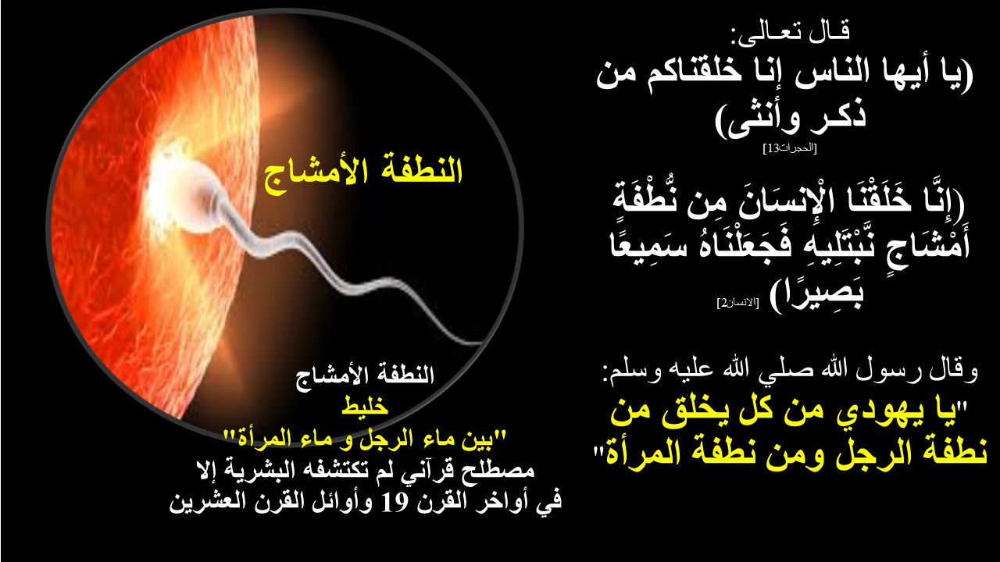 قـال تعـالى:
(يا أيها الناس إنا خلقناكم من
ذكـر وأنثى)
[الحجرات13]
(إِنَّا خَلَقْنَا الْإِنسَانَ مِن نُّطْفَةٍ
أَمْشَاجٍ نَّبْتَلِيهِ فَجَعَلْنَاهُ سَمِيعًا
بَصِيرًا) [الانسان2]
وقال رسول الله صلي الله عليه وسلم:
"يا يهودي من كل يخلق من
نطفة الرجل ومن نطفة المرأة"
النطفة الأمشاج
النطفة الأمشاج
خليط
"بين ماء الرجل و ماء المرأة"
مصطلح قرآني لم تكتشفه البشرية إلا
في أواخر القرن 19 وأوائل القرن العشرين